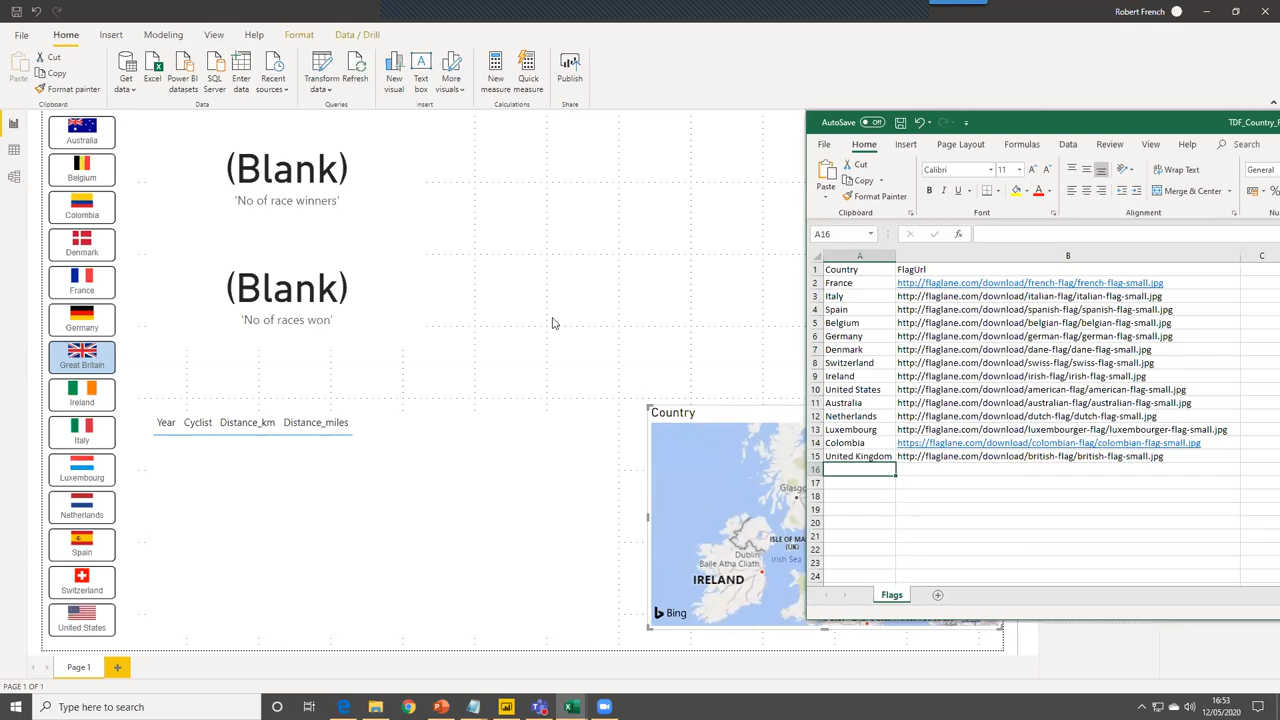 Robert French
File Home Insert Modeling View Help Format Data / Drill
Paste
Cut
Copy
Format painter
Clipboard
Get data
Excel
Power BI datasets
SQL Server
Enter data
Recent sources
Data
Transform data
Refresh
Queries
New visual
Text box
More visuals
Insert
New measure
Quick measure
Calculations
Publish
Share
Australia
Belgium
Colombia
Denmark
France
Germany
Great Britain
Ireland
Italy
Luxembourg
Netherlands
Spain
Switzerland
United States
(Blank)
'No of race winners'
(Blank)
'No of races won'
Year Cyclist Distance_km Distance_miles
Country
Glasg
ISLE OF MA
(UK)
Irish Sea
Dublin
Baile Atha Cliath
IRELAND
Bing
AutoSave Off
TDF_Country_F
File Home Insert Page Layout Formulas Data Review View Help Search
Paste
Cut
Copy
Format Painter
Clipboard
Calibri 11
B I U
Font
Wrap Text
Merge & Center
Alignment
General
Nu
A16
fx
A B C
1 Country FlagUrl
2 France http://flaglane.com/download/french-flag/french-flag-small.jpg
3 Italy http://flaglane.com/download/italian-flag/italian-flag-small.jpg
4 Spain http://flaglane.com/download/spanish-flag/spanish-flag-small.jpg
5 Belgium http://flaglane.com/download/belgian-flag/belgian-flag-small.jpg
6 Germany http://flaglane.com/download/german-flag/german-flag-small.jpg
7 Denmark http://flaglane.com/download/dane-flag/dane-flag-small.jpg
8 Switzerland http://flaglane.com/download/swiss-flag/swiss-flag-small.jpg
9 Ireland http://flaglane.com/download/irish-flag/irish-flag-small.jpg
10 United States http://flaglane.com/download/american-flag/american-flag-small.jpg
11 Australia http://flaglane.com/download/australian-flag/australian-flag-small.jpg
12 Netherlands http://flaglane.com/download/dutch-flag/dutch-flag-small.jpg
13 Luxembourg http://flaglane.com/download/luxembourger-flag/luxembourger-flag-small.jpg
14 Colombia https://flaglane.com/download/colombian-flag/colombian-flag-small.jpg
15 United Kingdom http://flaglane.com/download/british-flag/british-flag-small.jpg
16
17
18
19
20
21
22
23
24
Flags
Page 1
PAGE 1 OF 1
Type here to search
16:53
12/05/2020